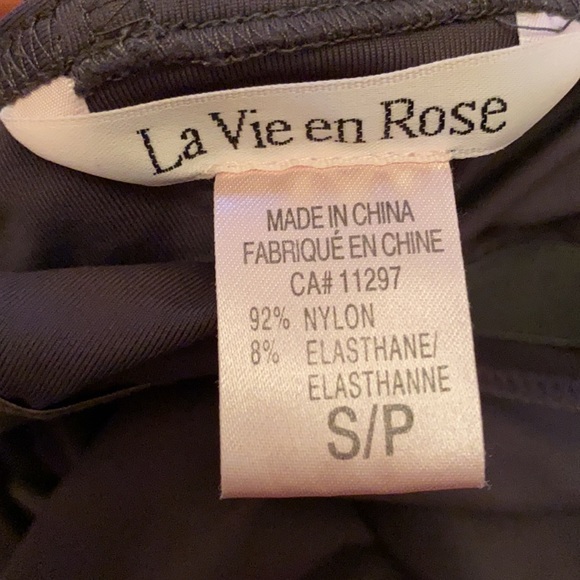 La Vie en Rose
MADE IN CHINA
FABRIQUÉ EN CHINE
CA# 11297
92% NYLON
8% ELASTHANE/
ELASTHANNE
S/P